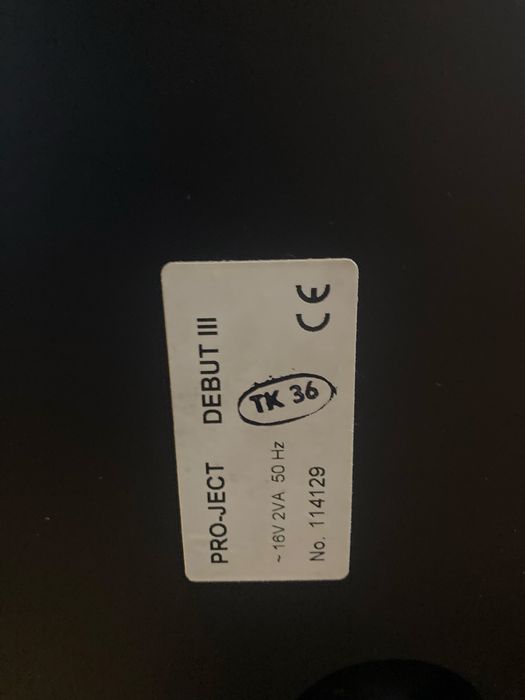 PRO-JECT DEBUT III
~ 16V 2VA 50 Hz
TK 36
No. 114129 CE